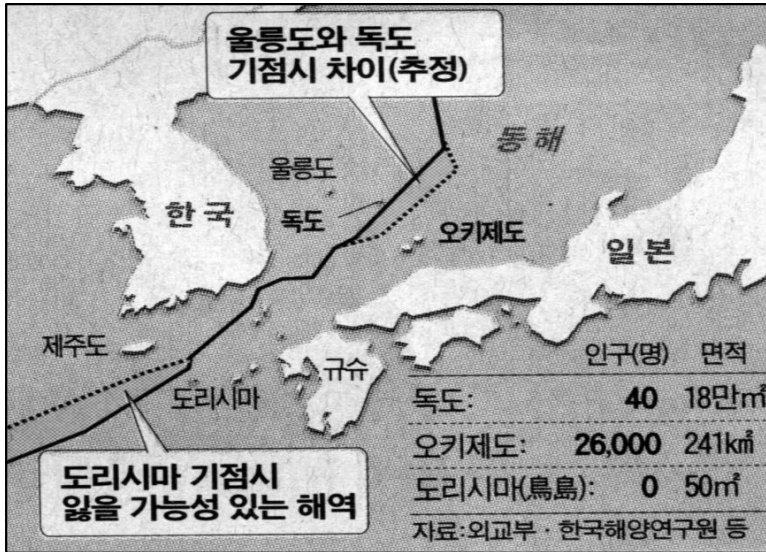 울릉도와 독도
기점시 차이(추정)
동해
울릉도
한국
독도
오키제도
일본
제주도
규슈
도리시마
인구(명) 면적
독도: 40 18만㎡
오키제도: 26,000 241㎢
도리시마(鳥島): 0 50㎡
자료:외교부·한국해양연구원 등
도리시마 기점시
잃을 가능성 있는 해역